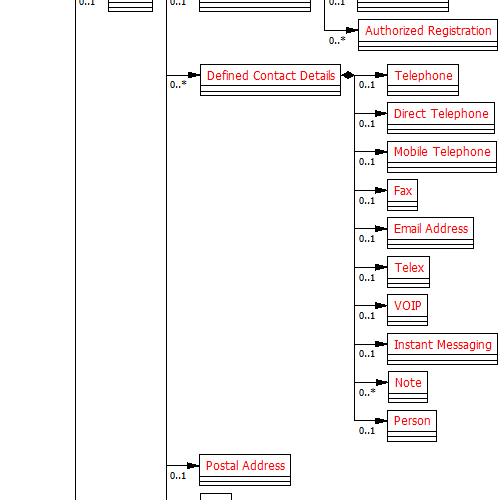 0..1
0..1
0..1
Authorized Registration
0..*
Defined Contact Details
0..*
Telephone
0..1
Direct Telephone
0..1
Mobile Telephone
0..1
Fax
0..1
Email Address
0..1
Telex
0..1
VOIP
0..1
Instant Messaging
0..1
Note
0..*
Person
0..1
Postal Address
0..1